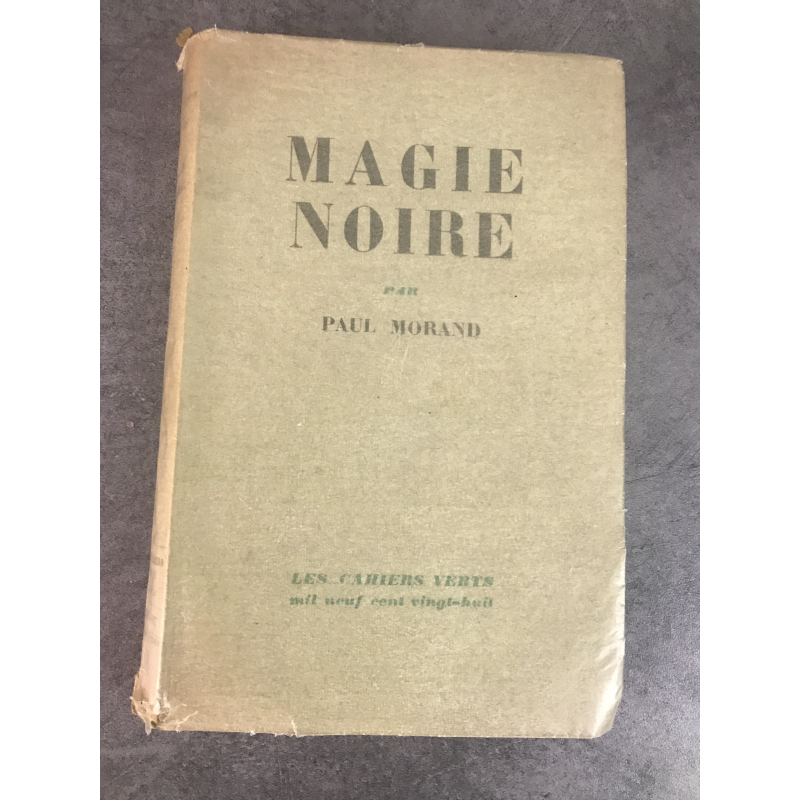 MAGIE
NOIRE
PAR
PAUL MORAND
LES CAHIERS VERTS
mil neuf cent vingt-huit